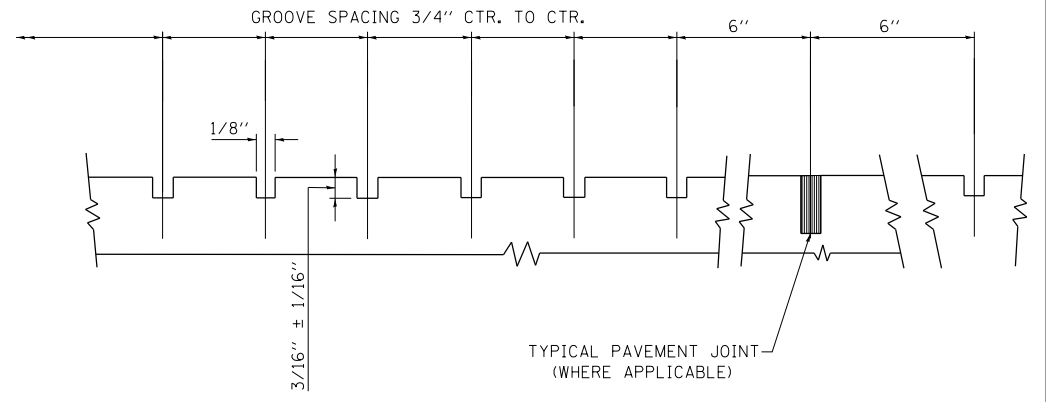 GROOVE SPACING 3/4" CTR. TO CTR.
6"
6"
1/8"
3/16" ± 1/16"
TYPICAL PAVEMENT JOINT
(WHERE APPLICABLE)